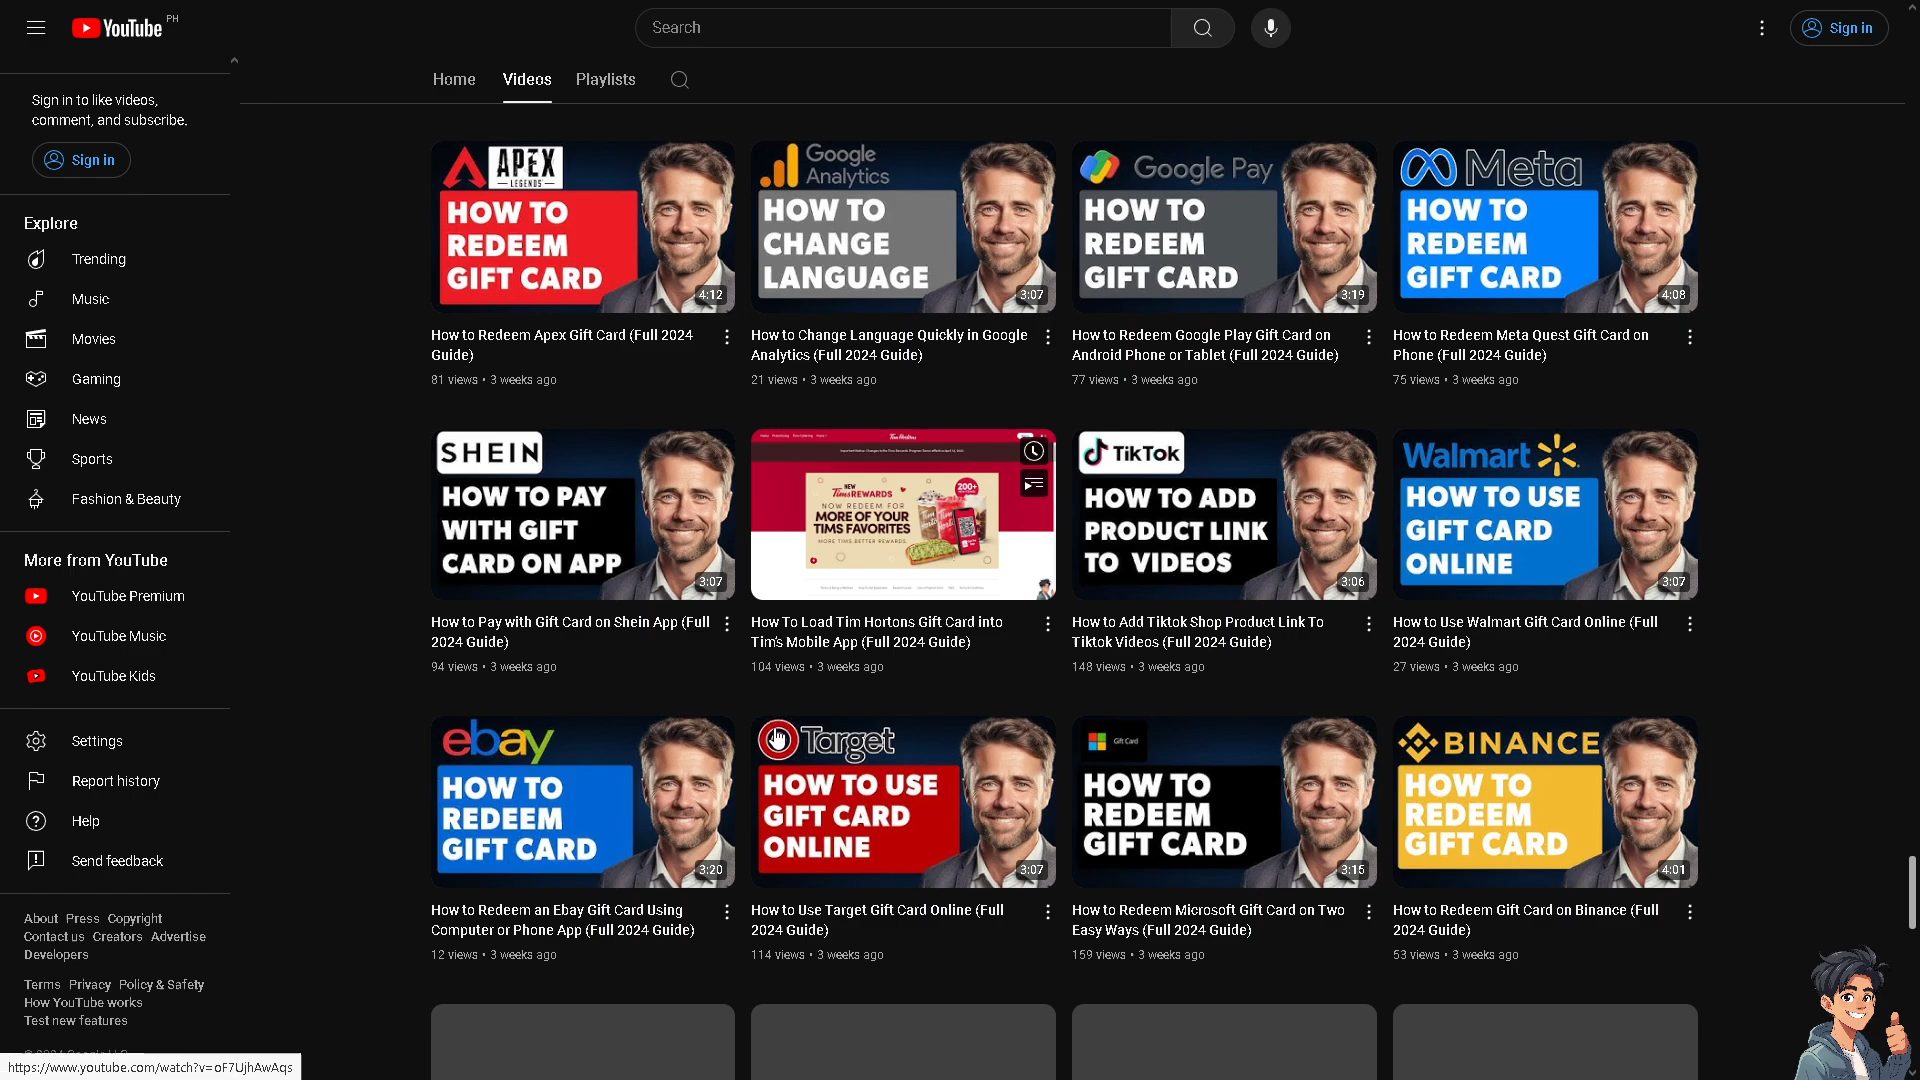 YouTube PH
Search
Sign in
Home Videos Playlists
Sign in to like videos,
comment, and subscribe.
Sign in
Explore
Trending
Music
Movies
Gaming
News
Sports
Fashion & Beauty
More from YouTube
YouTube Premium
YouTube Music
YouTube Kids
Settings
Report history
Help
Send feedback
About Press Copyright
Contact us Creators Advertise
Developers
Terms Privacy Policy & Safety
How YouTube works
Test new features
https://www.youtube.com/watch?v=oF7UjhAwAqs
APEX
LEGENDS
HOW TO
REDEEM
GIFT CARD
4:12
How to Redeem Apex Gift Card (Full 2024
Guide)
81 views • 3 weeks ago
Google
Analytics
HOW TO
CHANGE
LANGUAGE
3:07
How to Change Language Quickly in Google
Analytics (Full 2024 Guide)
21 views • 3 weeks ago
Google Pay
HOW TO
REDEEM
GIFT CARD
3:19
How to Redeem Google Play Gift Card on
Android Phone or Tablet (Full 2024 Guide)
77 views • 3 weeks ago
Meta
HOW TO
REDEEM
GIFT CARD
4:08
How to Redeem Meta Quest Gift Card on
Phone (Full 2024 Guide)
75 views • 3 weeks ago
SHEIN
HOW TO PAY
WITH GIFT
CARD ON APP
3:07
How to Pay with Gift Card on Shein App (Full
2024 Guide)
94 views • 3 weeks ago
Tim Hortons
NEW
Tims REWARDS
NOW REDEEM FOR
MORE OF YOUR
TIMS FAVORITES
MORE TIMS, BETTER REWARDS.
200+
How To Load Tim Hortons Gift Card into
Tim's Mobile App (Full 2024 Guide)
104 views • 3 weeks ago
TikTok
HOW TO ADD
PRODUCT LINK
TO VIDEOS
3:06
How to Add Tiktok Shop Product Link To
Tiktok Videos (Full 2024 Guide)
148 views • 3 weeks ago
Walmart
HOW TO USE
GIFT CARD
ONLINE
3:07
How to Use Walmart Gift Card Online (Full
2024 Guide)
27 views • 3 weeks ago
ebay
HOW TO
REDEEM
GIFT CARD
3:20
How to Redeem an Ebay Gift Card Using
Computer or Phone App (Full 2024 Guide)
12 views • 3 weeks ago
Target
HOW TO USE
GIFT CARD
ONLINE
3:07
How to Use Target Gift Card Online (Full
2024 Guide)
114 views • 3 weeks ago
Gift Card
HOW TO
REDEEM
GIFT CARD
3:15
How to Redeem Microsoft Gift Card on Two
Easy Ways (Full 2024 Guide)
159 views • 3 weeks ago
BINANCE
HOW TO
REDEEM
GIFT CARD
4:01
How to Redeem Gift Card on Binance (Full
2024 Guide)
53 views • 3 weeks ago